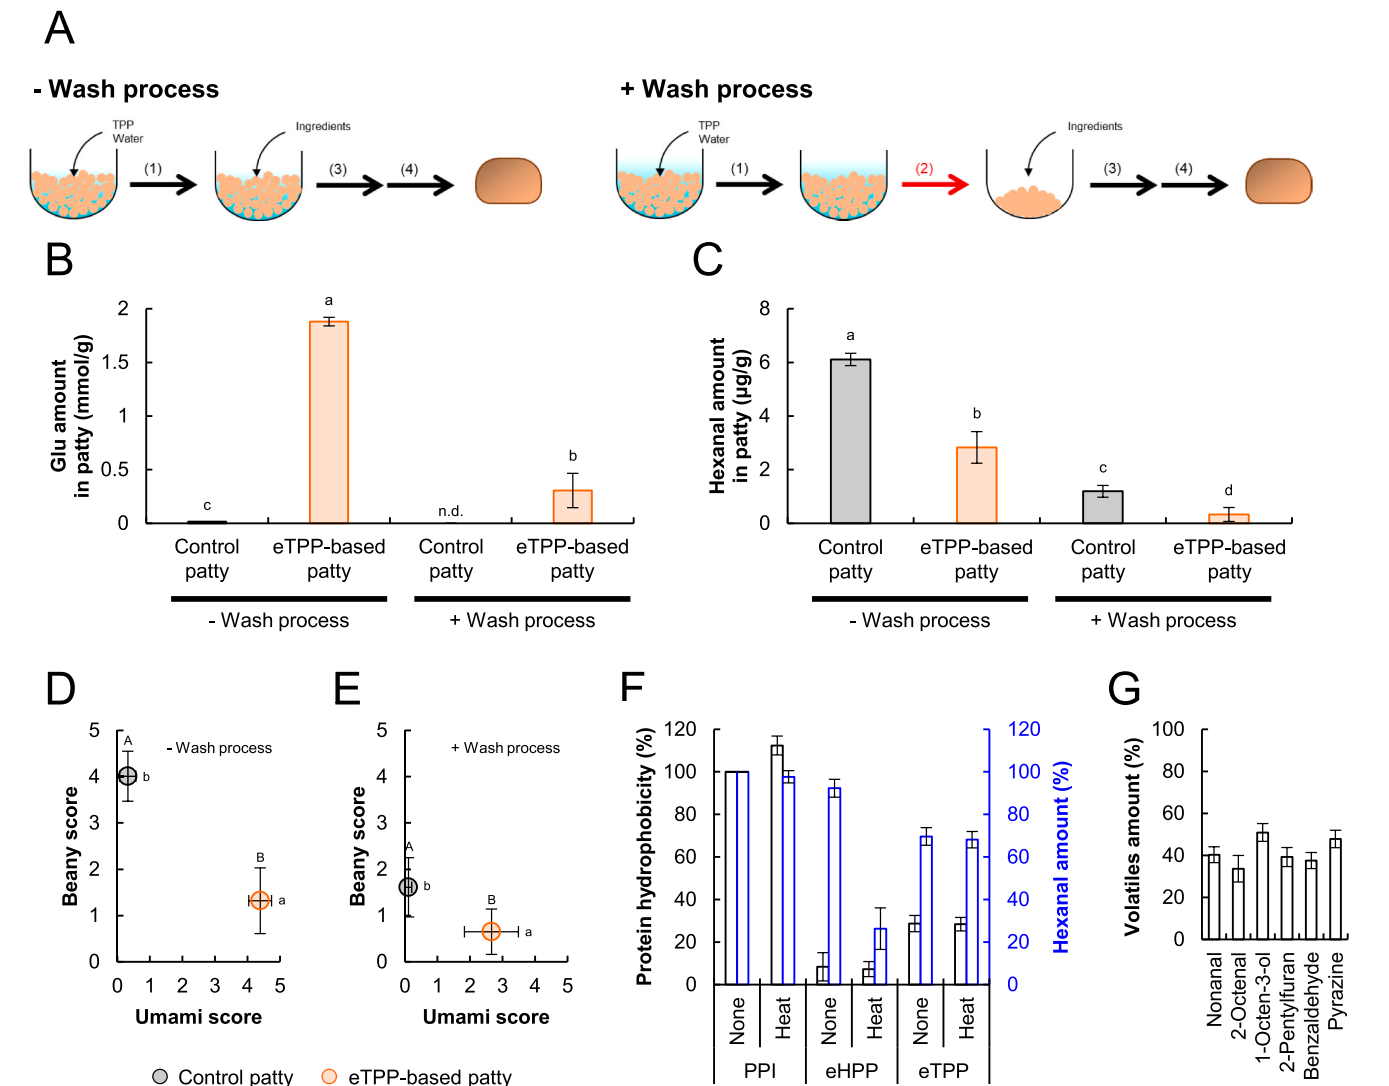 A
- Wash process
+ Wash process
TPP
Water
(1)
Ingredients
(3)
(4)
TPP
Water
(1)
(2)
Ingredients
(3)
(4)
B
Glu amount
in patty (mmol/g)
2
1.5
1
0.5
0
c
a
n.d.
b
Control
patty
eTPP-based
patty
Control
patty
eTPP-based
patty
- Wash process
+ Wash process
C
Hexanal amount
in patty (µg/g)
8
6
4
2
0
a
b
c
d
Control
patty
eTPP-based
patty
Control
patty
eTPP-based
patty
- Wash process
+ Wash process
D
Beany score
5
4
3
2
1
0
- Wash process
A
b
B
a
0 1 2 3 4 5
Umami score
E
Beany score
5
4
3
2
1
0
+ Wash process
A
b
B
a
0 1 2 3 4 5
Umami score
Control patty
eTPP-based patty
F
Protein hydrophobicity (%)
120
100
80
60
40
20
0
120
100
80
60
40
20
0
Hexanal amount (%)
None
Heat
None
Heat
None
Heat
PPI
eHPP
eTPP
G
Volatiles amount (%)
100
80
60
40
20
0
Nonanal
2-Octenal
1-Octen-3-ol
2-Pentylfuran
Benzaldehyde
Pyrazine